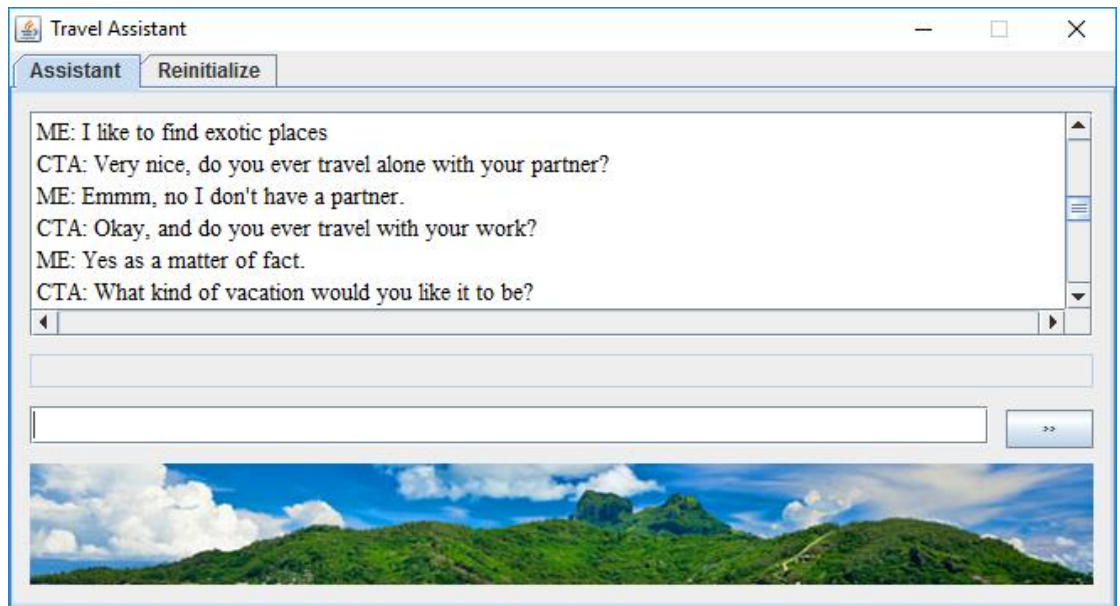 Travel Assistant
Assistant Reinitialize
ME: I like to find exotic places
CTA: Very nice, do you ever travel alone with your partner?
ME: Emmm, no I don't have a partner.
CTA: Okay, and do you ever travel with your work?
ME: Yes as a matter of fact.
CTA: What kind of vacation would you like it to be?
>>